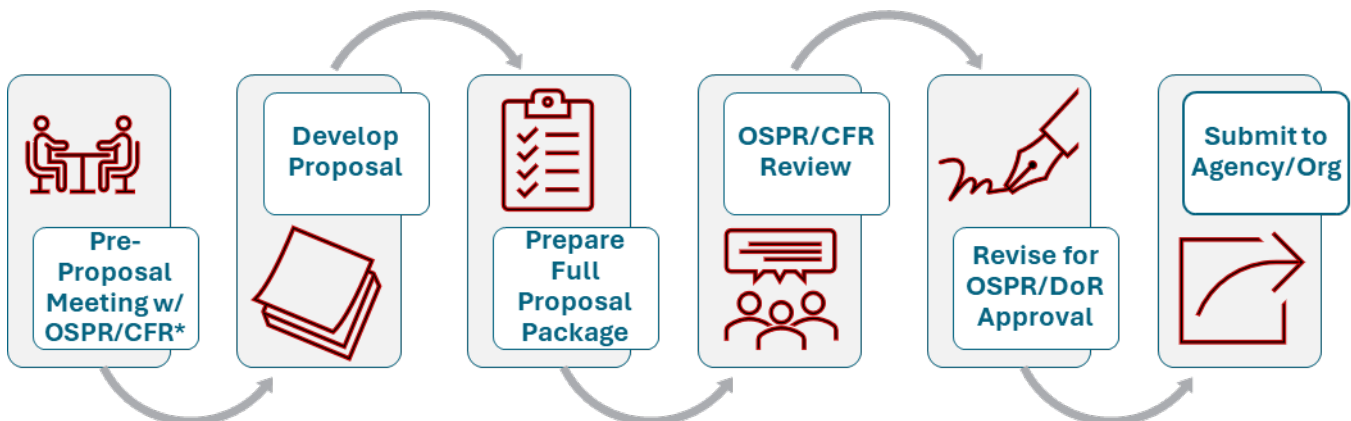 Pre-
Proposal
Meeting w/
OSPR/CFR*
Develop
Proposal
Prepare
Full
Proposal
Package
OSPR/CFR
Review
Revise for
OSPR/DoR
Approval
Submit to
Agency/Org